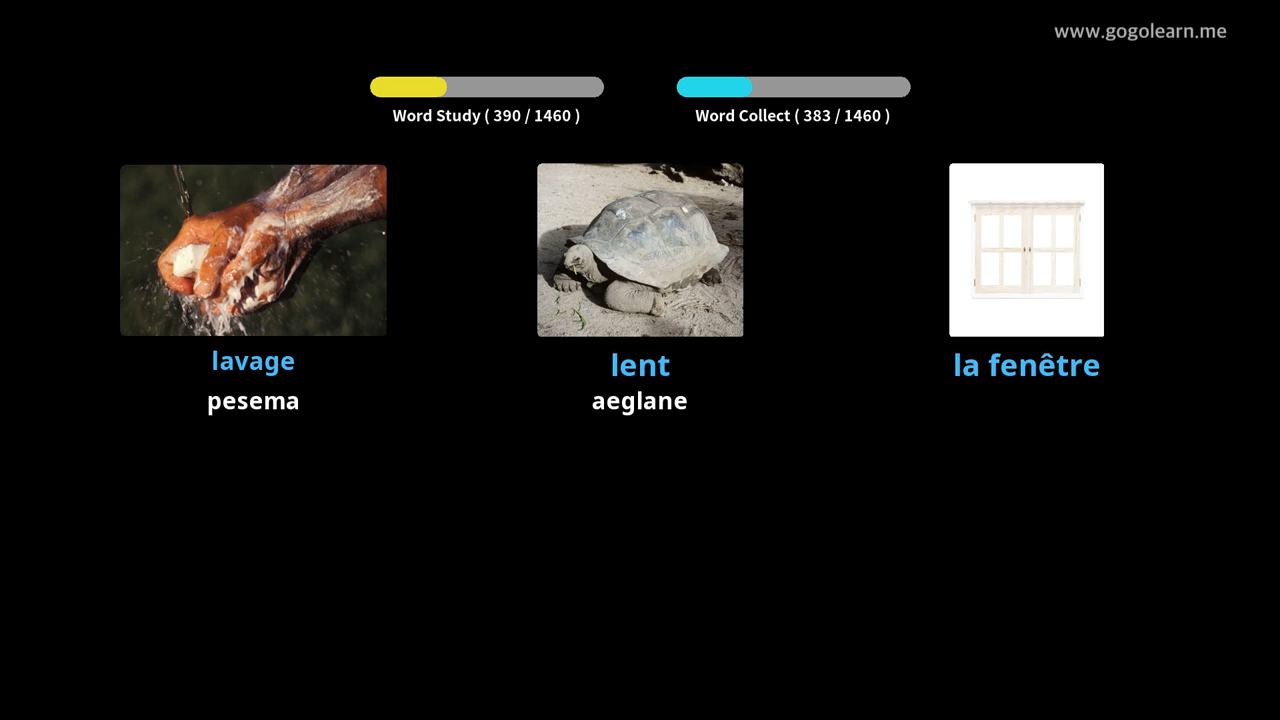 www.gogolearn.me
Word Study ( 390 / 1460 )
Word Collect ( 383 / 1460 )
lavage
pesema
lent
aeglane
la fenêtre